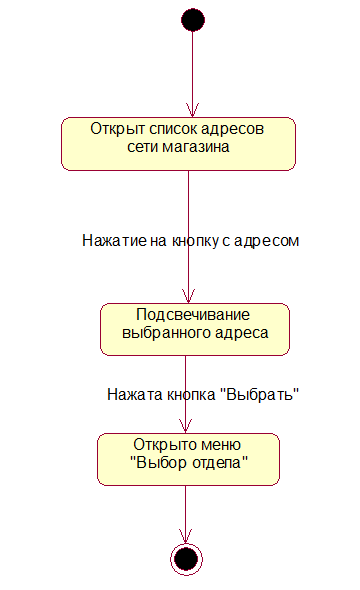 Открыт список адресов
сети магазина
Нажатие на кнопку с адресом
Подсвечивание
выбранного адреса
Нажата кнопка "Выбрать"
Открыто меню
"Выбор отдела"